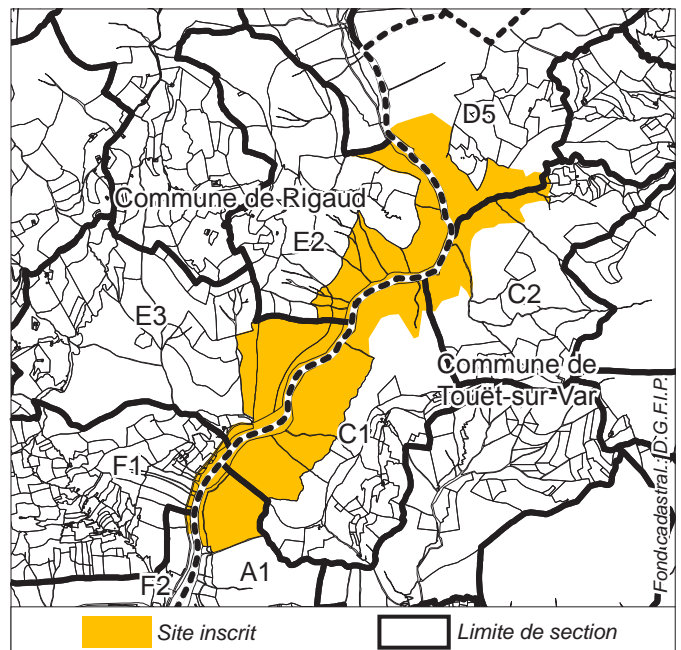 D5
Commune de Rigaud
E2
C2
E3
Commune de
Touët-sur-Var
C1
F1
A1
F2
Fond cadastral : D.G.F.I.P.
Site inscrit
Limite de section